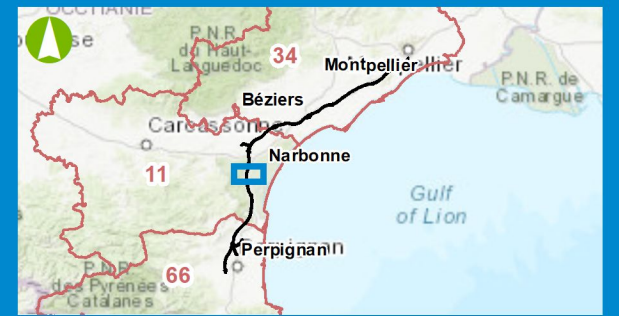 OCCITANIE
P.N.R.
du Haut-
Languedoc
34
Montpellier
P.N.R. de
Camargue
Béziers
Carcassonne
Narbonne
11
Gulf
of Lion
Perpignan
66
P.N.R.
des Pyrénées
Catalanes